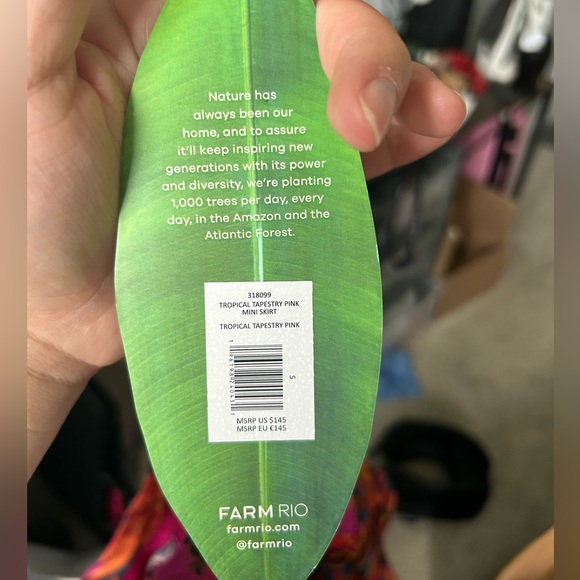 Nature has
always been our
home, and to assure
it'll keep inspiring new
generations with its power
and diversity, we're planting
1,000 trees per day, every
day, in the Amazon and the
Atlantic Forest.
318099
TROPICAL TAPESTRY PINK
MINI SKIRT
TROPICAL TAPESTRY PINK
S
MSRP US $145
MSRP EU €145
FARM RIO
farmrio.com
@farmrio